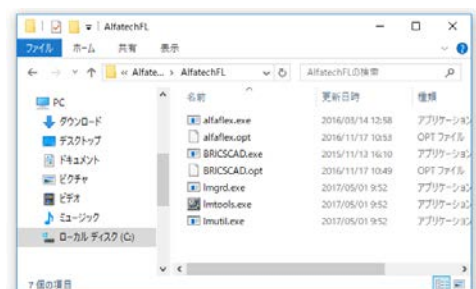 AlfatechFL
ファイル ホーム 共有 表示
« Alfate... > AlfatechFL AlfatechFLの検索
名前 更新日時 種類
PC
ダウンロード
デスクトップ
ドキュメント
ピクチャ
ビデオ
ミュージック
ローカル ディスク (C:)
alfaflex.exe 2016/03/14 12:58 アプリケーション
alfaflex.opt 2016/11/17 10:53 OPT ファイル
BRICSCAD.exe 2015/11/13 16:10 アプリケーション
BRICSCAD.opt 2016/11/17 10:49 OPT ファイル
lmgrd.exe 2017/05/01 9:52 アプリケーション
lmtools.exe 2017/05/01 9:52 アプリケーション
lmutil.exe 2017/05/01 9:52 アプリケーション
7 個の項目